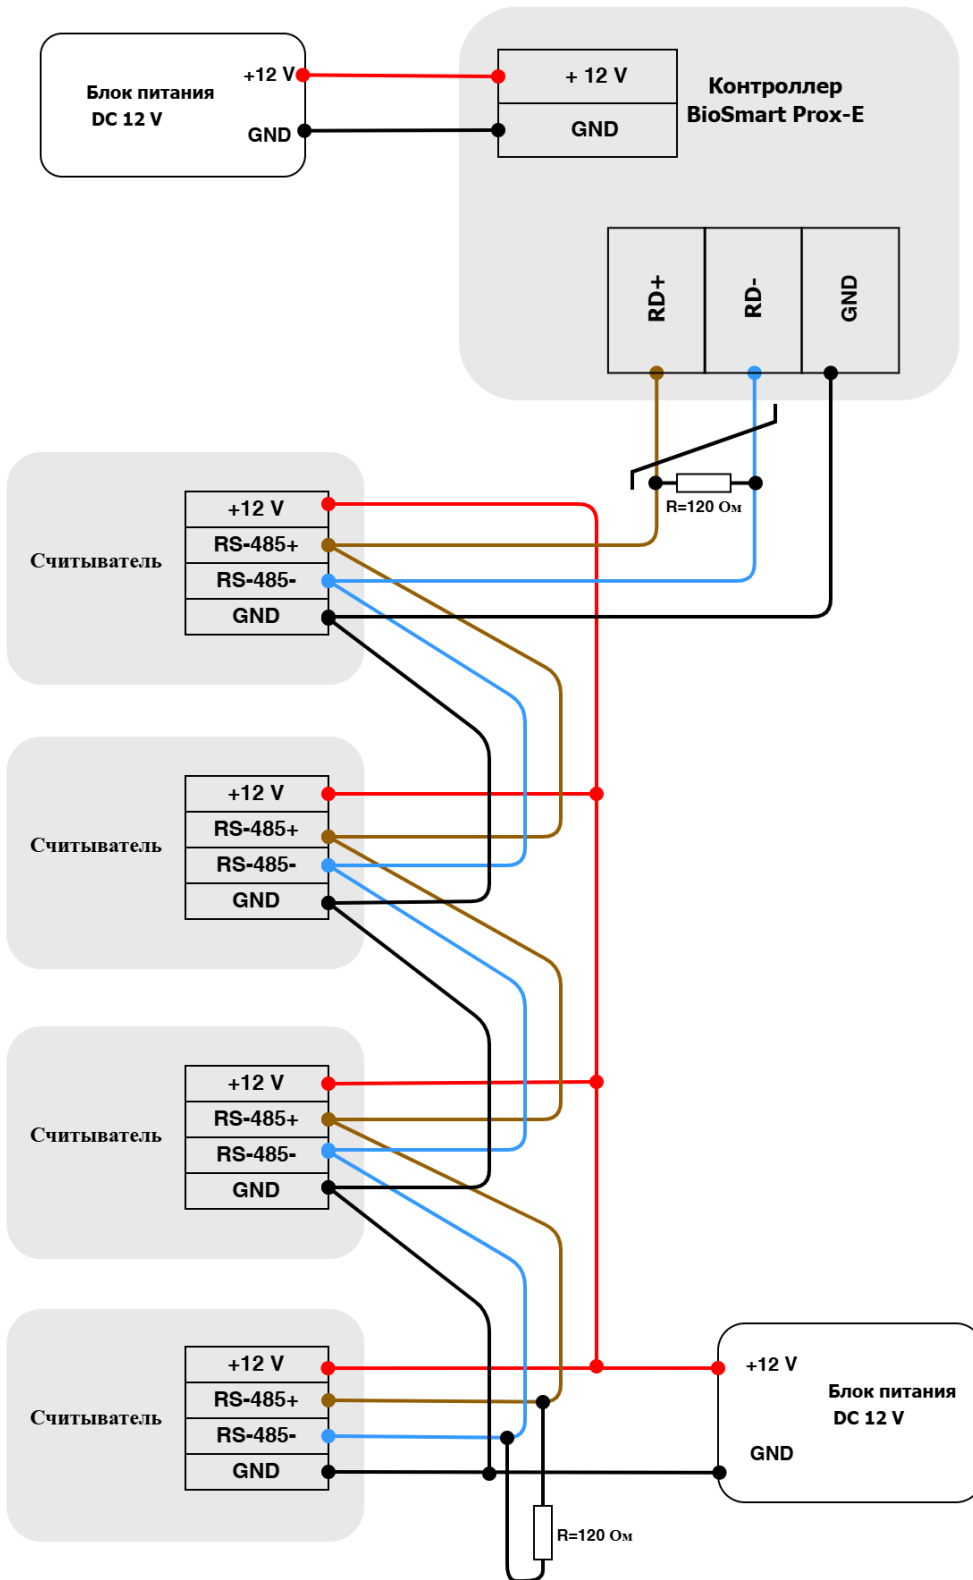 Блок питания
DC 12 V
+12 V
GND
+ 12 V
GND
Контроллер
BioSmart Prox-E
RD+
RD-
GND
R=120 Ом
Считыватель
+12 V
RS-485+
RS-485-
GND
Считыватель
+12 V
RS-485+
RS-485-
GND
Считыватель
+12 V
RS-485+
RS-485-
GND
Считыватель
+12 V
RS-485+
RS-485-
GND
+12 V
GND
Блок питания
DC 12 V
R=120 Ом